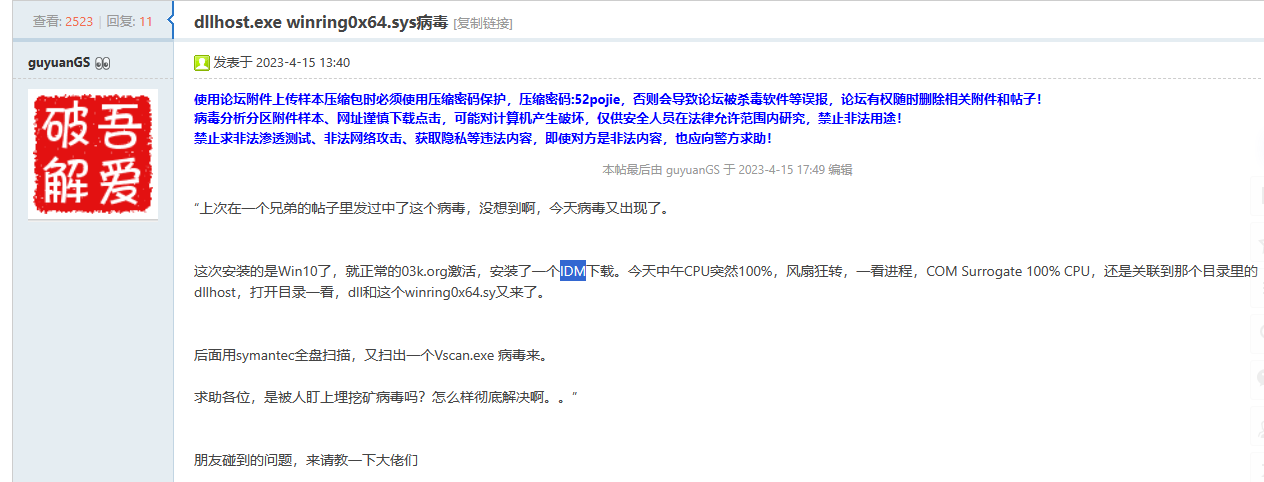 查看: 2523 | 回复: 11
dllhost.exe winring0x64.sys病毒 [复制链接]
guyuanGS
发表于 2023-4-15 13:40
吾爱破解
使用论坛附件上传样本压缩包时必须使用压缩密码保护，压缩密码:52pojie，否则会导致论坛被杀毒软件等误报，论坛有权随时删除相关附件和帖子！
病毒分析分区附件样本、网址谨慎下载点击，可能对计算机产生破坏，仅供安全人员在法律允许范围内研究，禁止非法用途！
禁止求非法渗透测试、非法网络攻击、获取隐私等违法内容，即使对方是非法内容，也应向警方求助！
本帖最后由 guyuanGS 于 2023-4-15 17:49 编辑
“上次在一个兄弟的帖子里发过中了这个病毒，没想到啊，今天病毒又出现了。
这次安装的是Win10了，就正常的03k.org激活，安装了一个IDM下载。今天中午CPU突然100%，风扇狂转，一看进程，COM Surrogate 100% CPU，还是关联到那个目录里的
dllhost，打开目录一看，dll和这个winring0x64.sy又来了。
后面用symantec全盘扫描，又扫出一个Vscan.exe 病毒来。
求助各位，是被人盯上埋挖矿病毒吗？怎么样彻底解决啊。。”
朋友碰到的问题，来请教一下大佬们